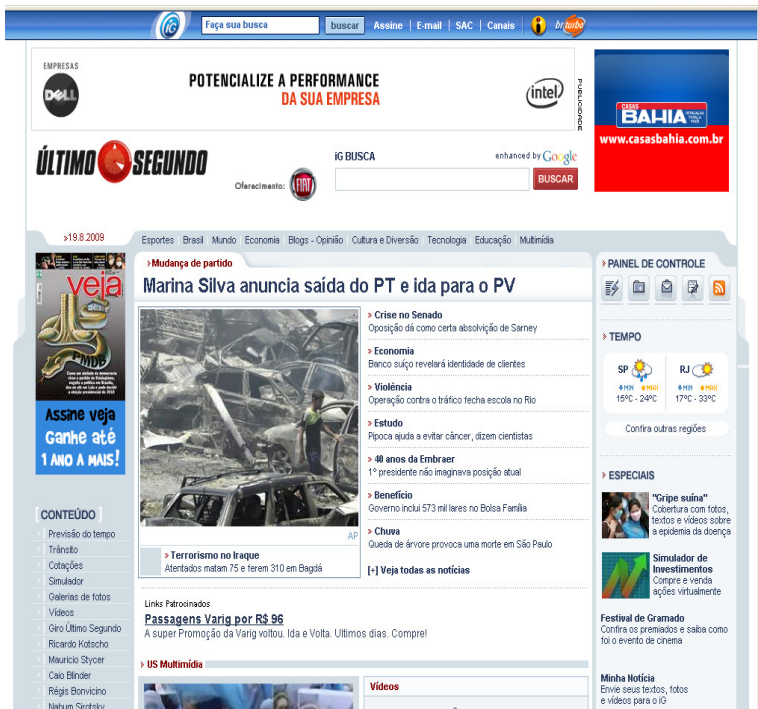 iG
Faça sua busca
buscar
Assine | E-mail | SAC | Canais
i
brturbo
EMPRESAS
DELL
POTENCIALIZE A PERFORMANCE
DA SUA EMPRESA
intel
PUBLICIDADE
CASAS
BAHIA
www.casasbahia.com.br
ÚLTIMO SEGUNDO
Oferecimento:
FIAT
iG BUSCA
enhanced by Google
BUSCAR
»19.8.2009
Esportes | Brasil | Mundo | Economia | Blogs - Opinião | Cultura e Diversão | Tecnologia | Educação | Multimídia
veja
PMDB
Assine veja
Ganhe até
1 ANO A MAIS!
[ CONTEÚDO ]
Previsão do tempo
Trânsito
Cotações
Simulador
Galerias de fotos
Vídeos
Giro Último Segundo
Ricardo Kotscho
Mauricio Stycer
Caio Blinder
Régis Bonvicino
Nahum Sirotsky
»Mudança de partido
Marina Silva anuncia saída do PT e ida para o PV
AP
» Terrorismo no Iraque
Atentados matam 75 e ferem 310 em Bagdá
» Crise no Senado
Oposição dá como certa absolvição de Sarney
» Economia
Banco suíço revelará identidade de clientes
» Violência
Operação contra o tráfico fecha escola no Rio
» Estudo
Pipoca ajuda a evitar câncer, dizem cientistas
» 40 anos da Embraer
1º presidente não imaginava posição atual
» Benefício
Governo inclui 573 mil lares no Bolsa Família
» Chuva
Queda de árvore provoca uma morte em São Paulo
[+] Veja todas as notícias
Links Patrocinados
Passagens Varig por R$ 96
A super Promoção da Varig voltou. Ida e Volta. Ultimos dias. Compre!
» US Multimídia
Vídeos
» PAINEL DE CONTROLE
» TEMPO
SP
MIN MAX
15ºC - 24ºC
RJ
MIN MAX
17ºC - 33ºC
Confira outras regiões
» ESPECIAIS
"Gripe suína"
Cobertura com fotos,
textos e vídeos sobre
a epidemia da doença
Simulador de
Investimentos
Compre e venda
ações virtualmente
Festival de Gramado
Confira os premiados e saiba como
foi o evento de cinema
Minha Notícia
Envie seus textos, fotos
e vídeos para o iG